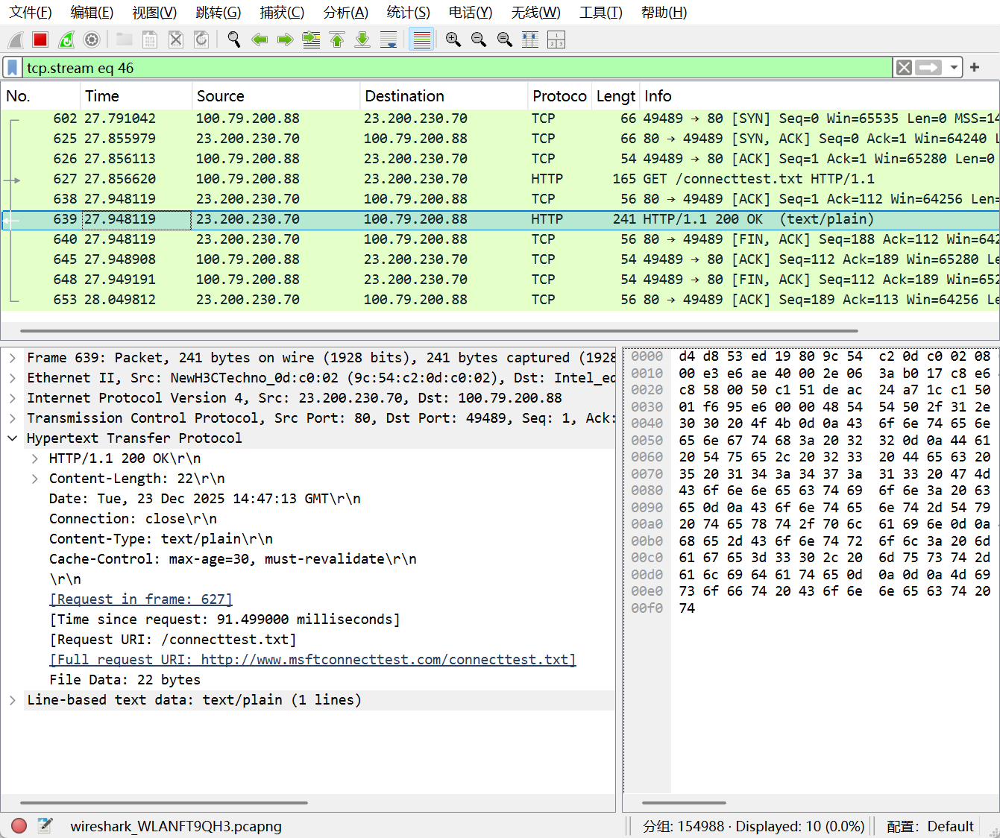 文件(F) 编辑(E) 视图(V) 跳转(G) 捕获(C) 分析(A) 统计(S) 电话(Y) 无线(W) 工具(T) 帮助(H)
tcp.stream eq 46
No. Time Source Destination Protoco Lengt Info
602 27.791042 100.79.200.88 23.200.230.70 TCP 66 49489 → 80 [SYN] Seq=0 Win=65535 Len=0 MSS=14
625 27.855979 23.200.230.70 100.79.200.88 TCP 66 80 → 49489 [SYN, ACK] Seq=0 Ack=1 Win=64240 L
626 27.856113 100.79.200.88 23.200.230.70 TCP 54 49489 → 80 [ACK] Seq=1 Ack=1 Win=65280 Len=0
627 27.856620 100.79.200.88 23.200.230.70 HTTP 165 GET /connecttest.txt HTTP/1.1
638 27.948119 23.200.230.70 100.79.200.88 TCP 56 80 → 49489 [ACK] Seq=1 Ack=112 Win=64256 Len=
639 27.948119 23.200.230.70 100.79.200.88 HTTP 241 HTTP/1.1 200 OK (text/plain)
640 27.948119 23.200.230.70 100.79.200.88 TCP 56 80 → 49489 [FIN, ACK] Seq=188 Ack=112 Win=642
645 27.948908 100.79.200.88 23.200.230.70 TCP 54 49489 → 80 [ACK] Seq=112 Ack=189 Win=65280 Le
648 27.949191 100.79.200.88 23.200.230.70 TCP 54 49489 → 80 [FIN, ACK] Seq=112 Ack=189 Win=652
653 28.049812 23.200.230.70 100.79.200.88 TCP 56 80 → 49489 [ACK] Seq=189 Ack=113 Win=64256 Le
Frame 639: Packet, 241 bytes on wire (1928 bits), 241 bytes captured (1928
Ethernet II, Src: NewH3CTechno_0d:c0:02 (9c:54:c2:0d:c0:02), Dst: Intel_ed
Internet Protocol Version 4, Src: 23.200.230.70, Dst: 100.79.200.88
Transmission Control Protocol, Src Port: 80, Dst Port: 49489, Seq: 1, Ack:
Hypertext Transfer Protocol
HTTP/1.1 200 OK\r\n
Content-Length: 22\r\n
Date: Tue, 23 Dec 2025 14:47:13 GMT\r\n
Connection: close\r\n
Content-Type: text/plain\r\n
Cache-Control: max-age=30, must-revalidate\r\n
\r\n
[Request in frame: 627]
[Time since request: 91.499000 milliseconds]
[Request URI: /connecttest.txt]
[Full request URI: http://www.msftconnecttest.com/connecttest.txt]
File Data: 22 bytes
Line-based text data: text/plain (1 lines)
0000 d4 d8 53 ed 19 80 9c 54 c2 0d c0 02 08
0010 00 e3 e6 ae 40 00 2e 06 3a b0 17 c8 e6
0020 c8 58 00 50 c1 51 de ac 24 a7 1c c1 50
0030 01 f6 95 e6 00 00 48 54 54 50 2f 31 2e
0040 30 30 20 4f 4b 0d 0a 43 6f 6e 74 65 6e
0050 65 6e 67 74 68 3a 20 32 32 0d 0a 44 61
0060 20 54 75 65 2c 20 32 33 20 44 65 63 20
0070 35 20 31 34 3a 34 37 3a 31 33 20 47 4d
0080 43 6f 6e 6e 65 63 74 69 6f 6e 3a 20 63
0090 65 0d 0a 43 6f 6e 74 65 6e 74 2d 54 79
00a0 20 74 65 78 74 2f 70 6c 61 69 6e 0d 0a
00b0 68 65 2d 43 6f 6e 74 72 6f 6c 3a 20 6d
00c0 61 67 65 3d 33 30 2c 20 6d 75 73 74 2d
00d0 61 6c 69 64 61 74 65 0d 0a 0d 0a 4d 69
00e0 73 6f 66 74 20 43 6f 6e 6e 65 63 74 20
00f0 74
wireshark_WLANFT9QH3.pcapng 分组: 154988 · Displayed: 10 (0.0%) 配置: Default